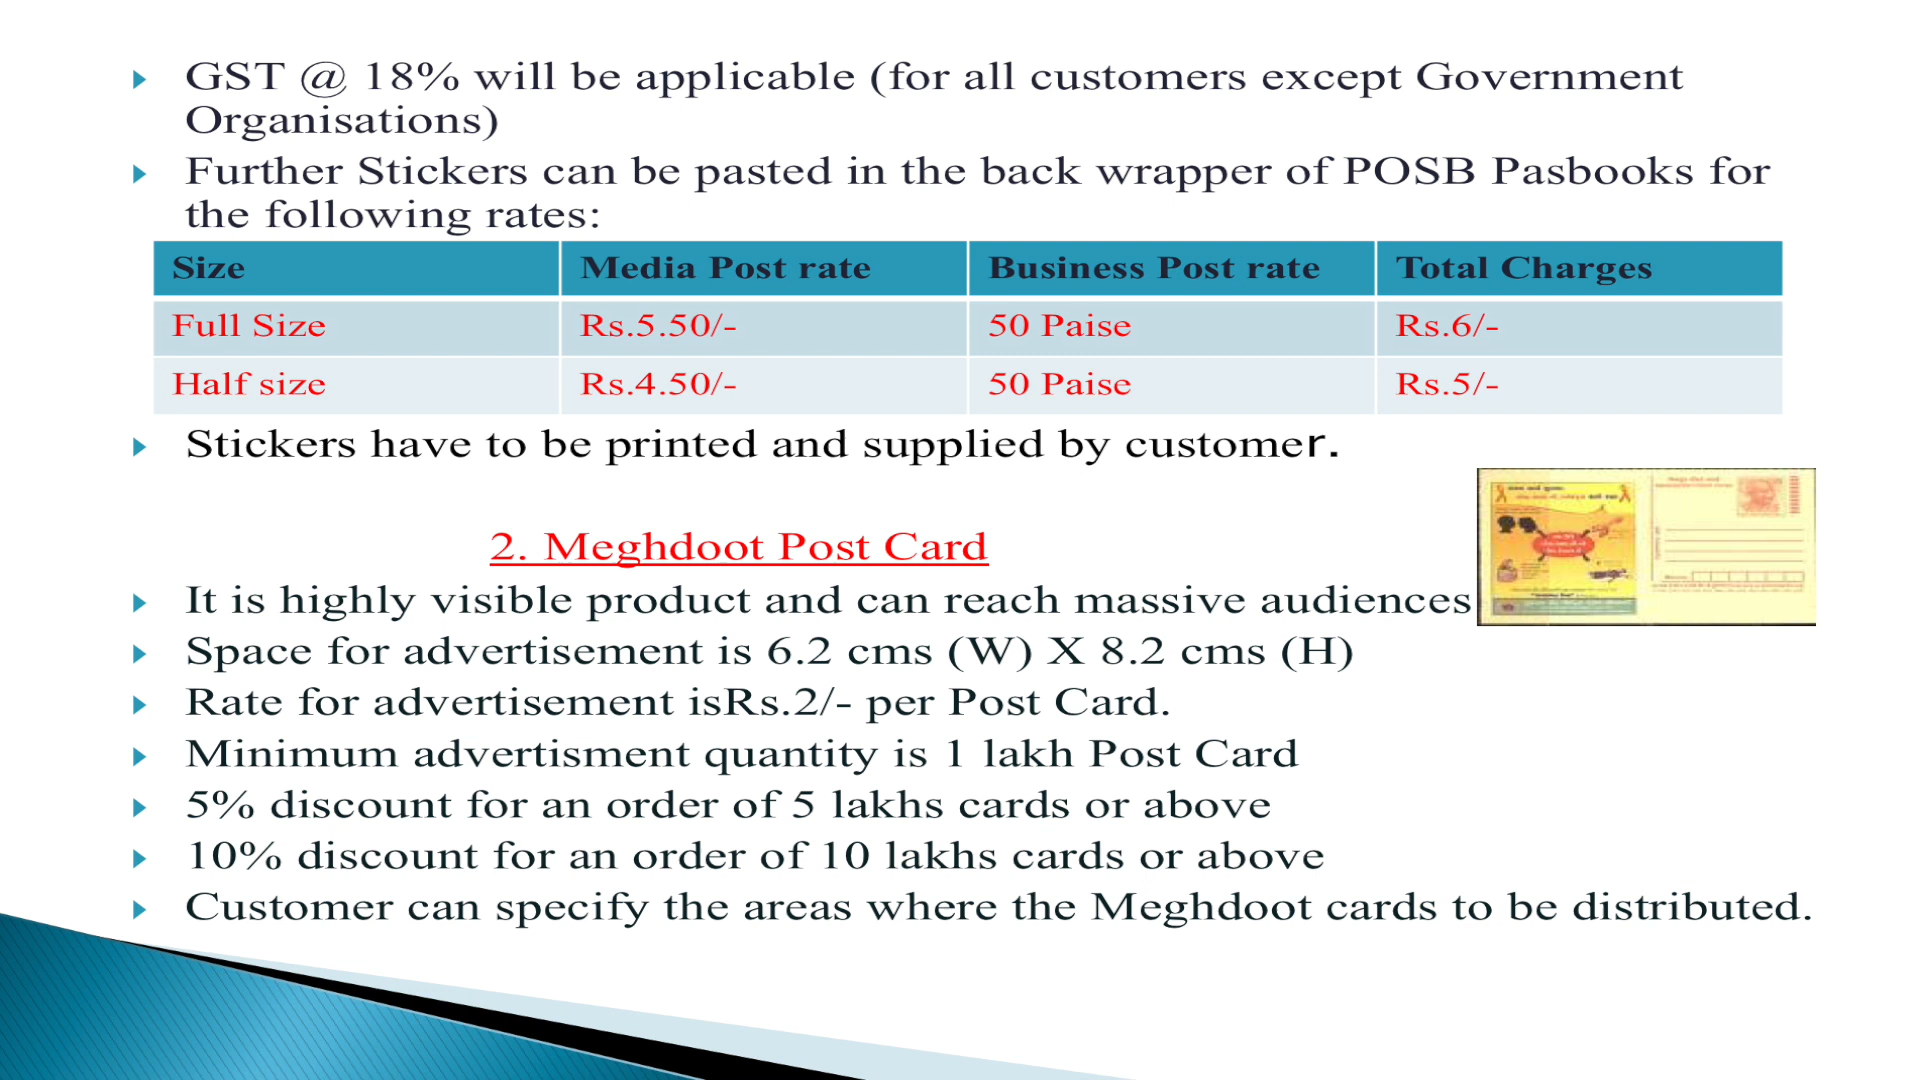 GST @ 18% will be applicable (for all customers except Government
Organisations)
Further Stickers can be pasted in the back wrapper of POSB Pasbooks for
the following rates:
Size Media Post rate Business Post rate Total Charges
Full Size Rs.5.50/- 50 Paise Rs.6/-
Half size Rs.4.50/- 50 Paise Rs.5/-
Stickers have to be printed and supplied by customer.
2. Meghdoot Post Card
It is highly visible product and can reach massive audiences
Space for advertisement is 6.2 cms (W) X 8.2 cms (H)
Rate for advertisement isRs.2/- per Post Card.
Minimum advertisment quantity is 1 lakh Post Card
5% discount for an order of 5 lakhs cards or above
10% discount for an order of 10 lakhs cards or above
Customer can specify the areas where the Meghdoot cards to be distributed.